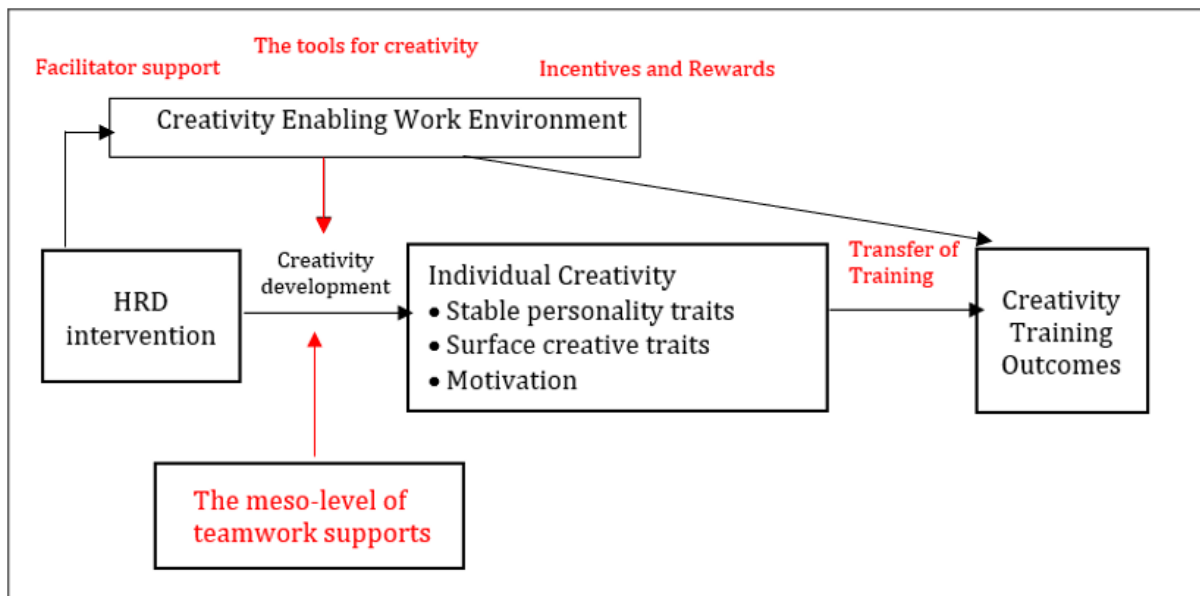 The tools for creativity
Facilitator support
Incentives and Rewards
Creativity Enabling Work Environment
HRD
intervention
Creativity
development
Individual Creativity
• Stable personality traits
• Surface creative traits
• Motivation
Transfer of
Training
Creativity
Training
Outcomes
The meso-level of
teamwork supports